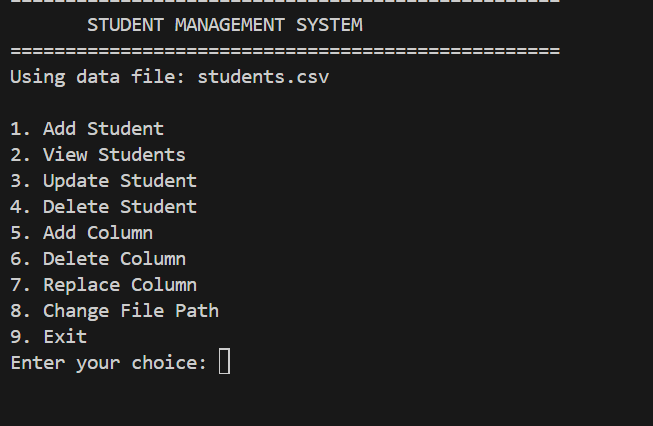 ==================================================
STUDENT MANAGEMENT SYSTEM
==================================================
Using data file: students.csv
1. Add Student
2. View Students
3. Update Student
4. Delete Student
5. Add Column
6. Delete Column
7. Replace Column
8. Change File Path
9. Exit
Enter your choice: